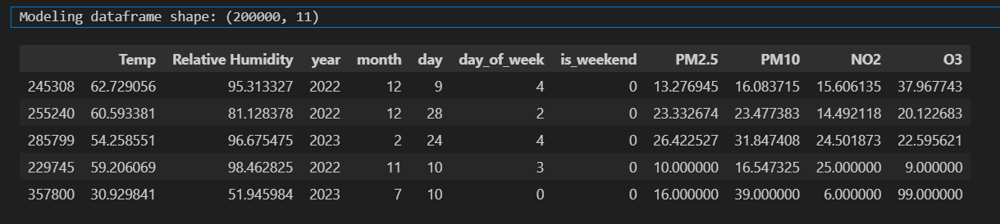 Modeling dataframe shape: (200000, 11)
Temp Relative Humidity year month day day_of_week is_weekend PM2.5 PM10 NO2 O3
245308 62.729056 95.313327 2022 12 9 4 0 13.276945 16.083715 15.606135 37.967743
255240 60.593381 81.128378 2022 12 28 2 0 23.332674 23.477383 14.492118 20.122683
285799 54.258551 96.675475 2023 2 24 4 0 26.422527 31.847408 24.501873 22.595621
229745 59.206069 98.462825 2022 11 10 3 0 10.000000 16.547325 25.000000 9.000000
357800 30.929841 51.945984 2023 7 10 0 0 16.000000 39.000000 6.000000 99.000000